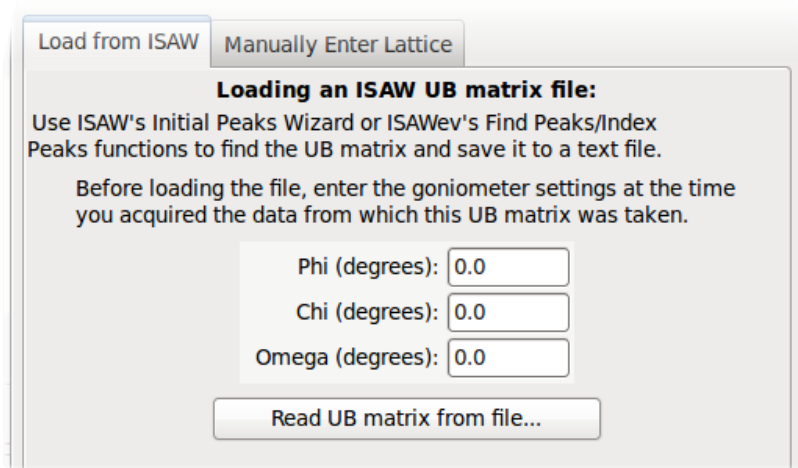 Load from ISAW
Manually Enter Lattice
Loading an ISAW UB matrix file:
Use ISAW's Initial Peaks Wizard or ISAWev's Find Peaks/Index
Peaks functions to find the UB matrix and save it to a text file.
Before loading the file, enter the goniometer settings at the time
you acquired the data from which this UB matrix was taken.
Phi (degrees): 0.0
Chi (degrees): 0.0
Omega (degrees): 0.0
Read UB matrix from file...